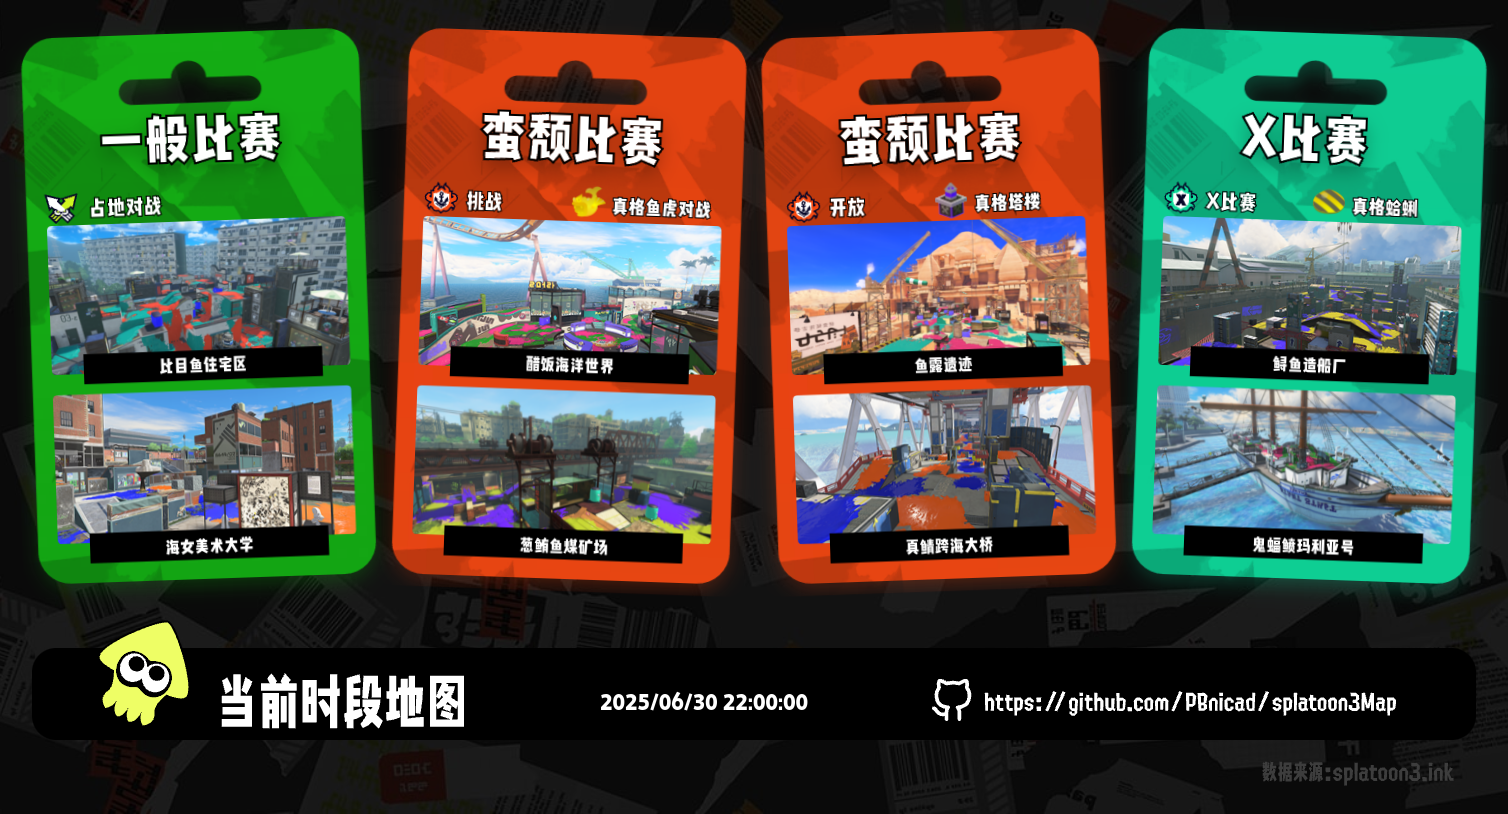 一般比赛
占地对战
比目鱼住宅区
海女美术大学
蛮颓比赛
挑战
真格鱼虎对战
醋饭海洋世界
葱鲔鱼煤矿场
蛮颓比赛
开放
真格塔楼
鱼露遗迹
真鲭跨海大桥
X比赛
X比赛
真格蛤蜊
鲟鱼造船厂
鬼蝠鲼玛利亚号
当前时段地图
2025/06/30 22:00:00
https://github.com/PBnicad/splatoon3Map
数据来源:splatoon3.ink